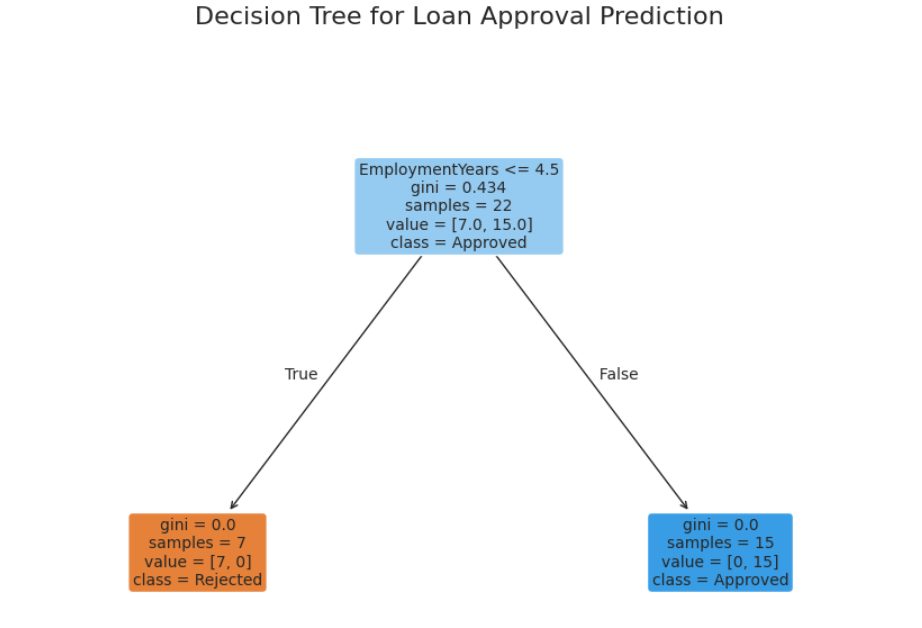 Decision Tree for Loan Approval Prediction
EmploymentYears <= 4.5
gini = 0.434
samples = 22
value = [7.0, 15.0]
class = Approved
True
False
gini = 0.0
samples = 7
value = [7, 0]
class = Rejected
gini = 0.0
samples = 15
value = [0, 15]
class = Approved